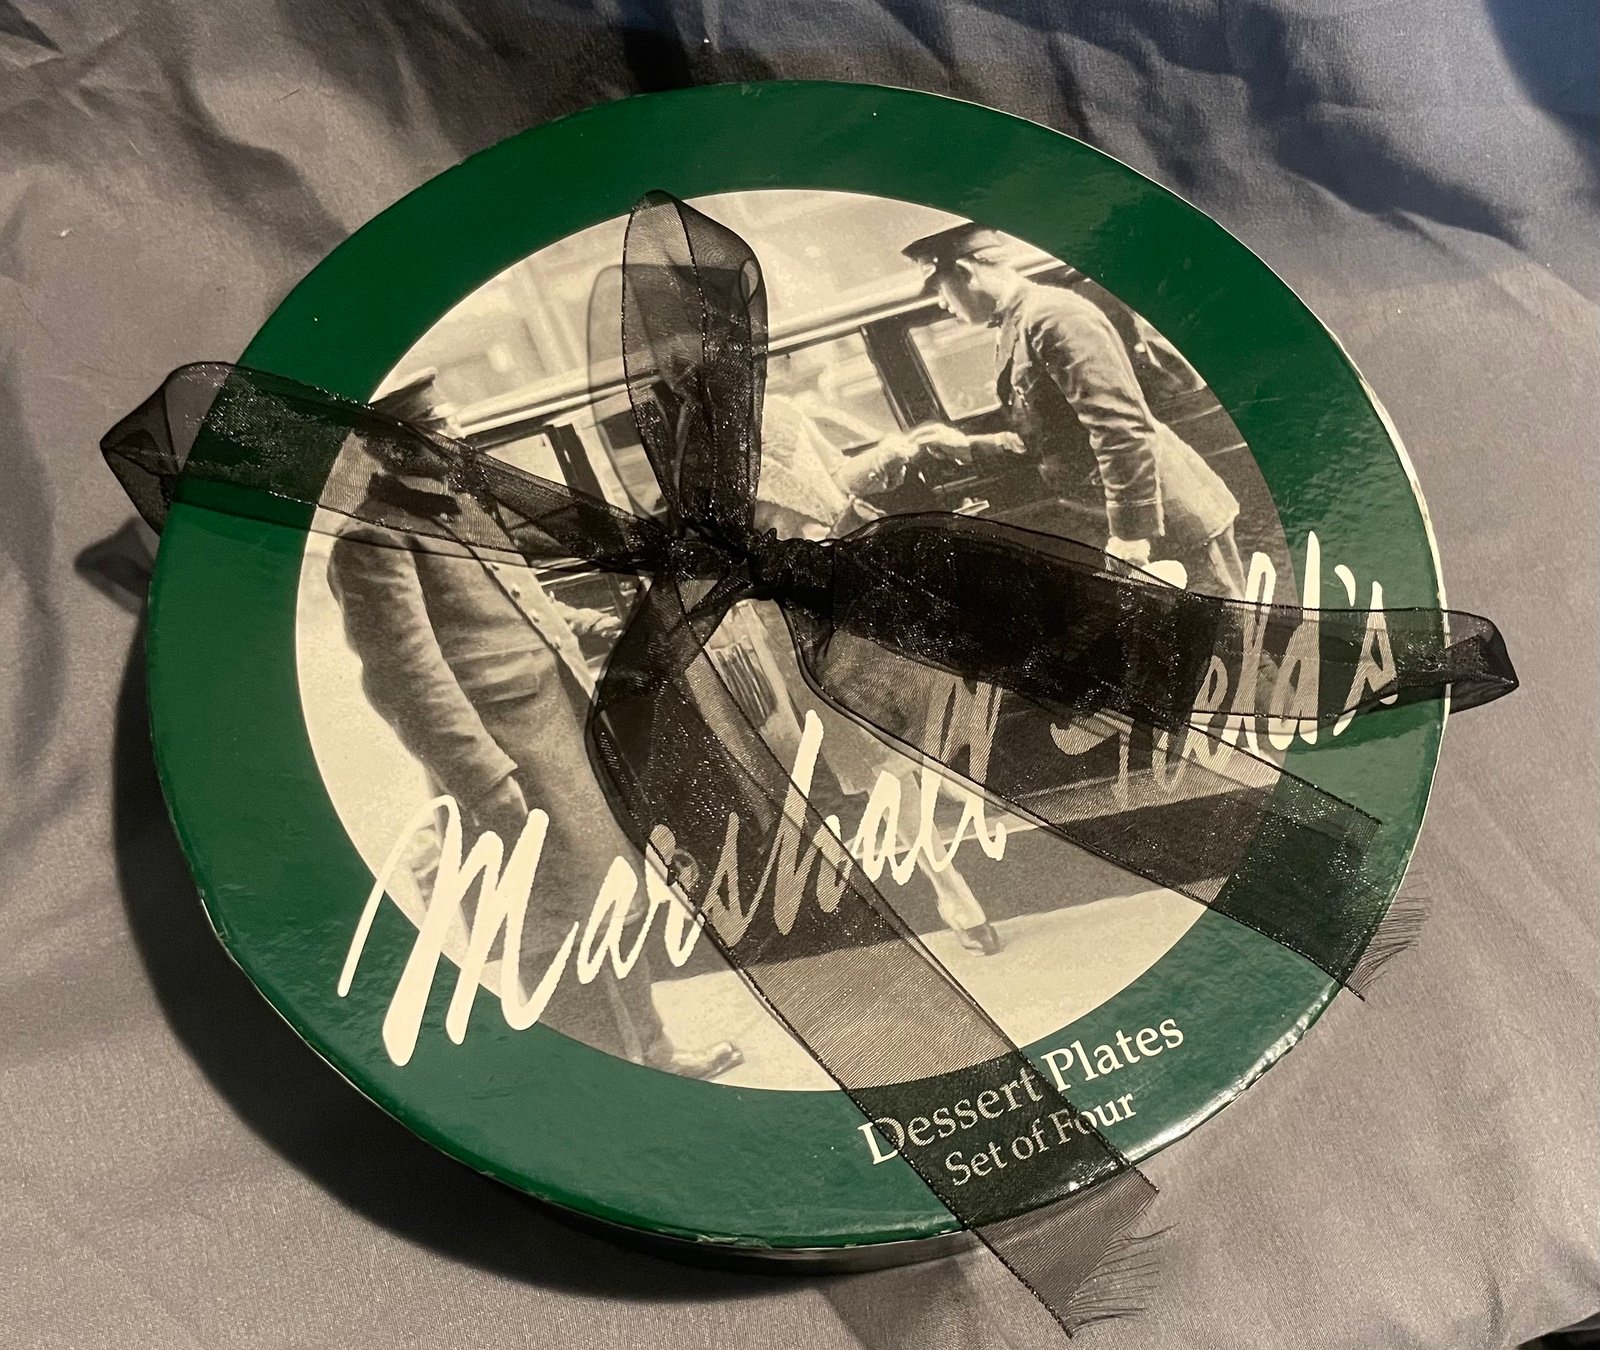 Marshall Field's
Dessert Plates
Set of Four